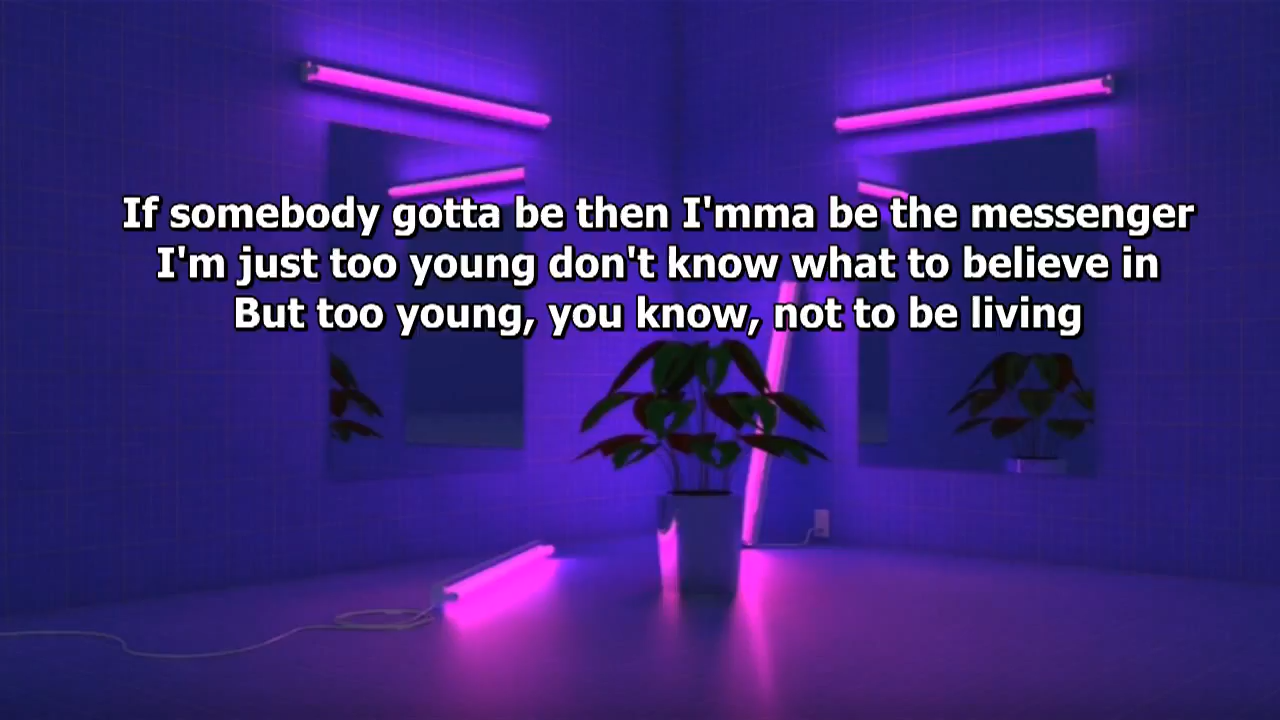 If somebody gotta be then I'mma be the messenger
I'm just too young don't know what to believe in
But too young, you know, not to be living